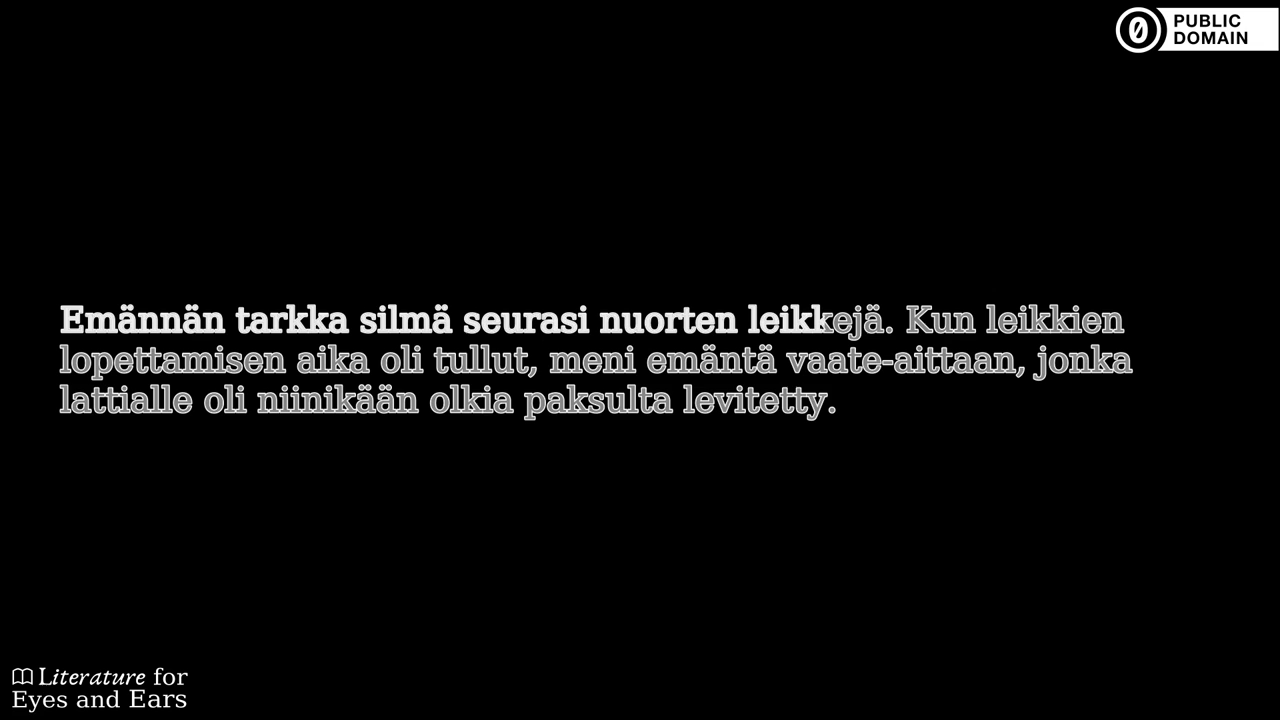 PUBLIC
DOMAIN
Emännän tarkka silmä seurasi nuorten leikkejä. Kun leikkien
lopettamisen aika oli tullut, meni emäntä vaate-aittaan, jonka
lattialle oli niinikään olkia paksulta levitetty.
Literature for
Eyes and Ears